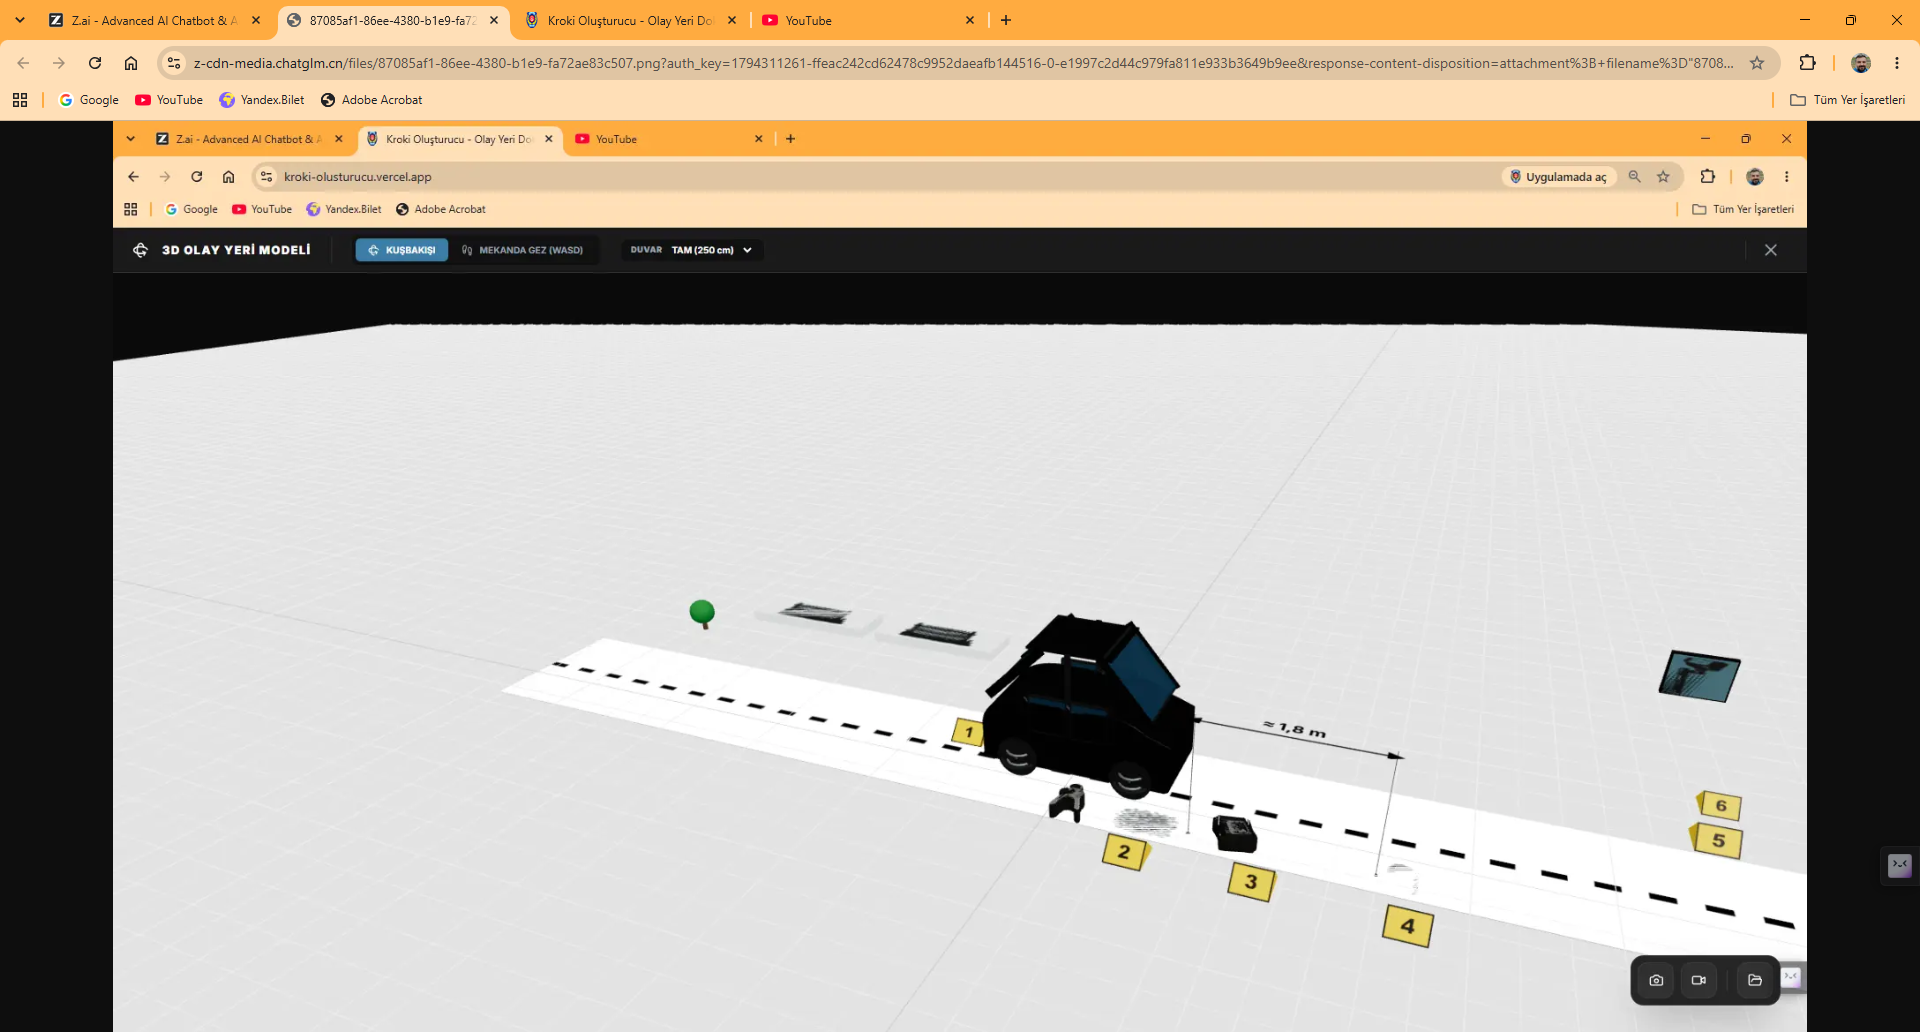 Z.ai - Advanced AI Chatbot & A
87085af1-86ee-4380-b1e9-fa72
Kroki Oluşturucu - Olay Yeri Do
YouTube
z-cdn-media.chatglm.cn/files/87085af1-86ee-4380-b1e9-fa72ae83c507.png?auth_key=1794311261-ffeac242cd62478c9952daeafb144516-0-e1997c2d44c979fa811e933b3649b9ee&response-content-disposition=attachment%3B+filename%3D"8708...
Google
YouTube
Yandex.Bilet
Adobe Acrobat
Tüm Yer İşaretleri
Z.ai - Advanced AI Chatbot & A
Kroki Oluşturucu - Olay Yeri Do
YouTube
kroki-olusturucu.vercel.app
Uygulamada aç
Google
YouTube
Yandex.Bilet
Adobe Acrobat
Tüm Yer İşaretleri
3D OLAY YERİ MODELİ
KUŞBAKIŞI
MEKANDA GEZ (WASD)
DUVAR TAM (250 cm)
≈ 1,8 m
1
2
3
4
6
5